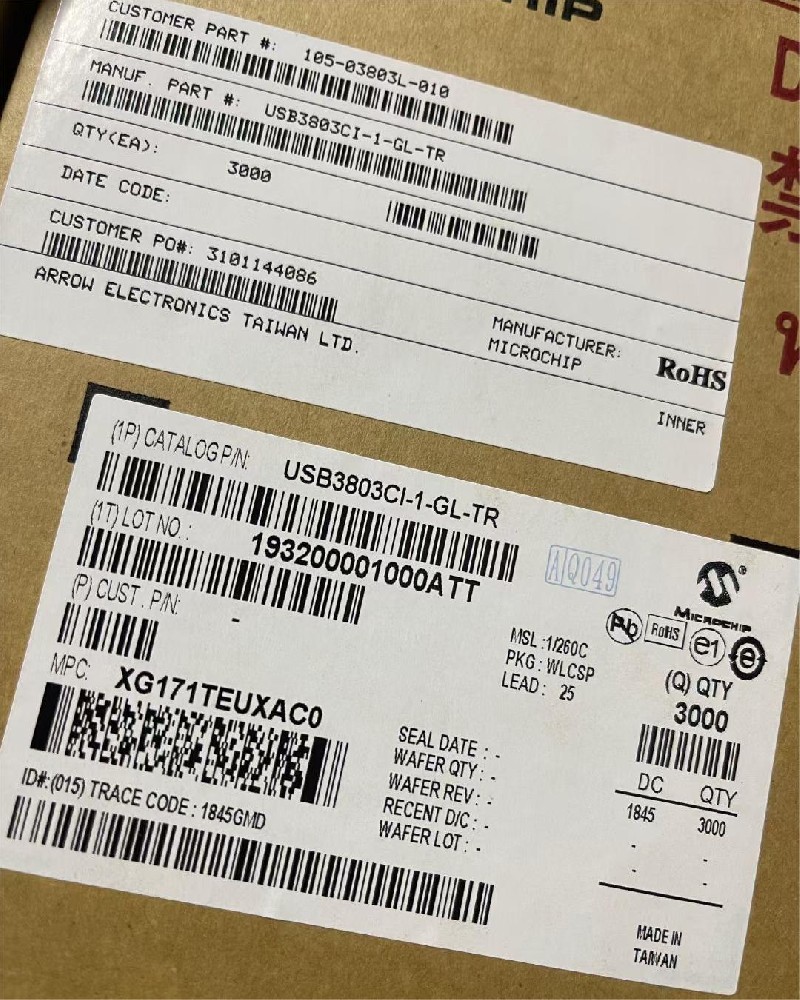 CUSTOMER PART #: 105-03803L-010
MANUF. PART #: USB3803CI-1-GL-TR
QTY(EA): 3000
DATE CODE:
CUSTOMER PO#: 3101144086
ARROW ELECTRONICS TAIWAN LTD.
MANUFACTURER:
MICROCHIP
RoHS
INNER
(1P) CATALOG P/N: USB3803CI-1-GL-TR
(1T) LOT NO.: 193200001000ATT
(P) CUST. P/N: -
MPC: XG171TEUXAC0
ID#:(015) TRACE CODE : 1845GMD
AQ049
MSL :1/260C
PKG : WLCSP
LEAD : 25
SEAL DATE : -
WAFER QTY : -
WAFER REV : -
RECENT D/C : -
WAFER LOT : -
MICROCHIP
Pb RoHS e1 e
(Q) QTY
3000
DC QTY
1845 3000
- -
- -
MADE IN
TAIWAN